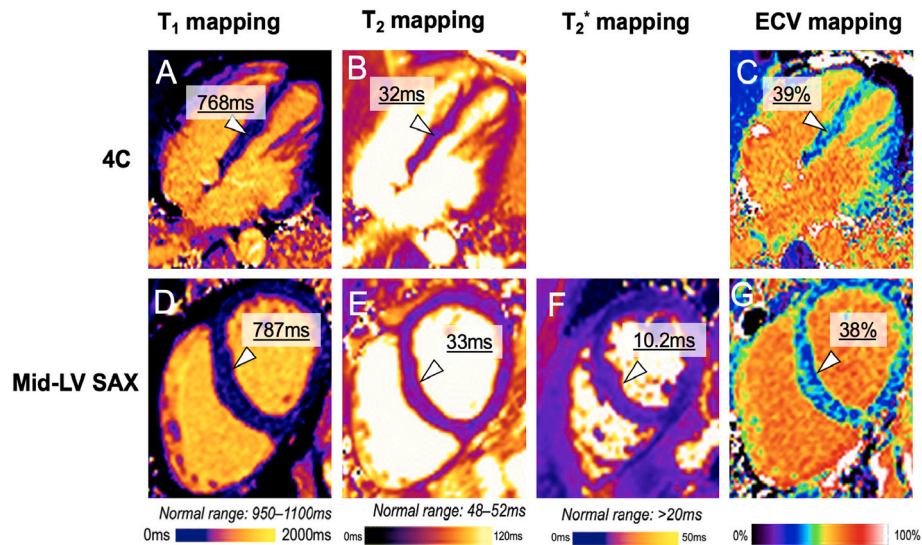 T₁ mapping
T₂ mapping
T₂* mapping
ECV mapping
4C
A
768ms
B
32ms
C
39%
Mid-LV SAX
D
787ms
E
33ms
F
10.2ms
G
38%
Normal range: 950–1100ms
0ms
2000ms
Normal range: 48–52ms
0ms
120ms
Normal range: >20ms
0ms
50ms
0%
100%